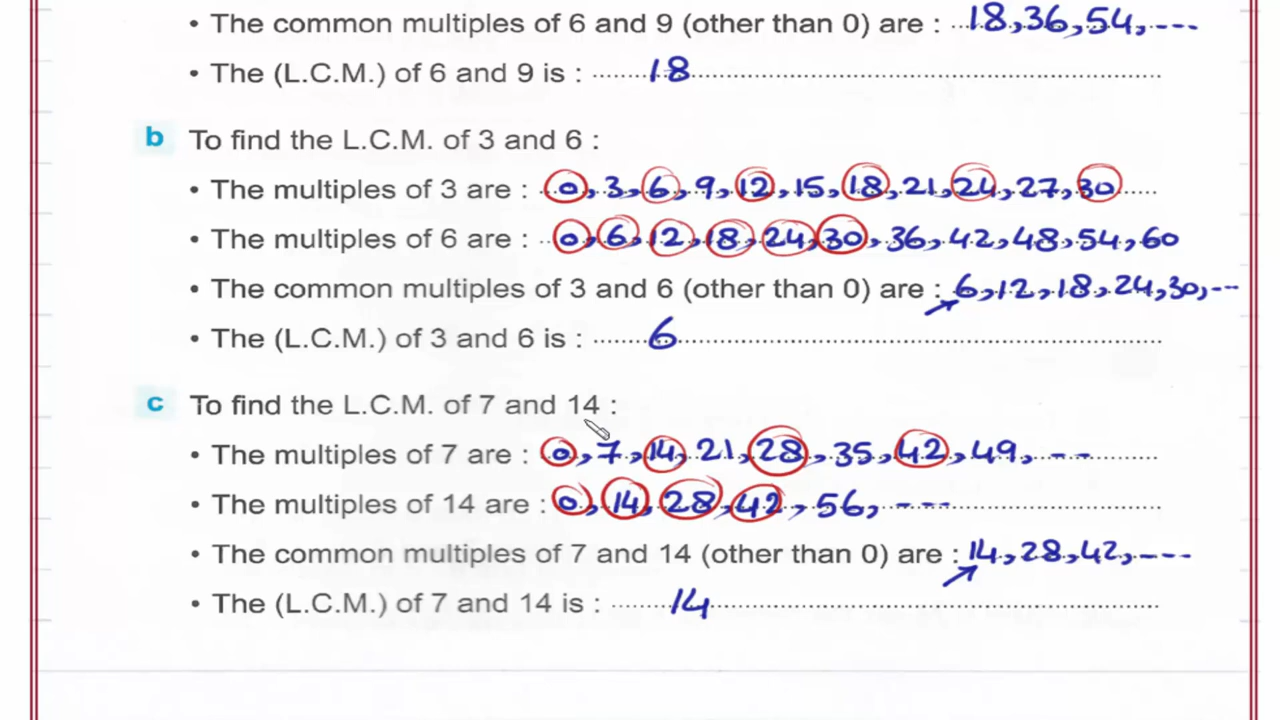 • The common multiples of 6 and 9 (other than 0) are : 18,36,54,---
• The (L.C.M.) of 6 and 9 is : 18
b To find the L.C.M. of 3 and 6 :
• The multiples of 3 are : 0,3,6,9,12,15,18,21,24,27,30
• The multiples of 6 are : 0,6,12,18,24,30,36,42,48,54,60
• The common multiples of 3 and 6 (other than 0) are : 6,12,18,24,30,---
• The (L.C.M.) of 3 and 6 is : 6
c To find the L.C.M. of 7 and 14 :
• The multiples of 7 are : 0,7,14,21,28,35,42,49,---
• The multiples of 14 are : 0,14,28,42,56,---
• The common multiples of 7 and 14 (other than 0) are : 14,28,42,---
• The (L.C.M.) of 7 and 14 is : 14